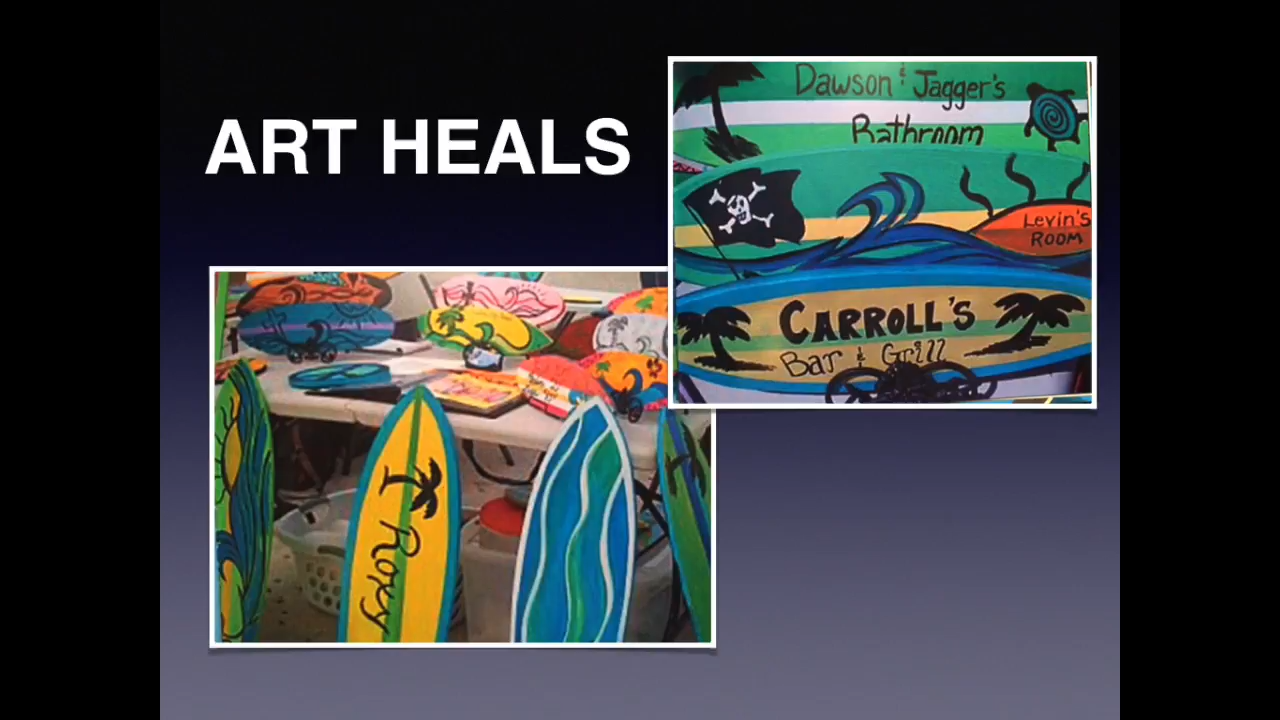 ART HEALS
Dawson & Jagger's
Bathroom
Levin's
ROOM
CARROLL'S
Bar & Grill
Roxy